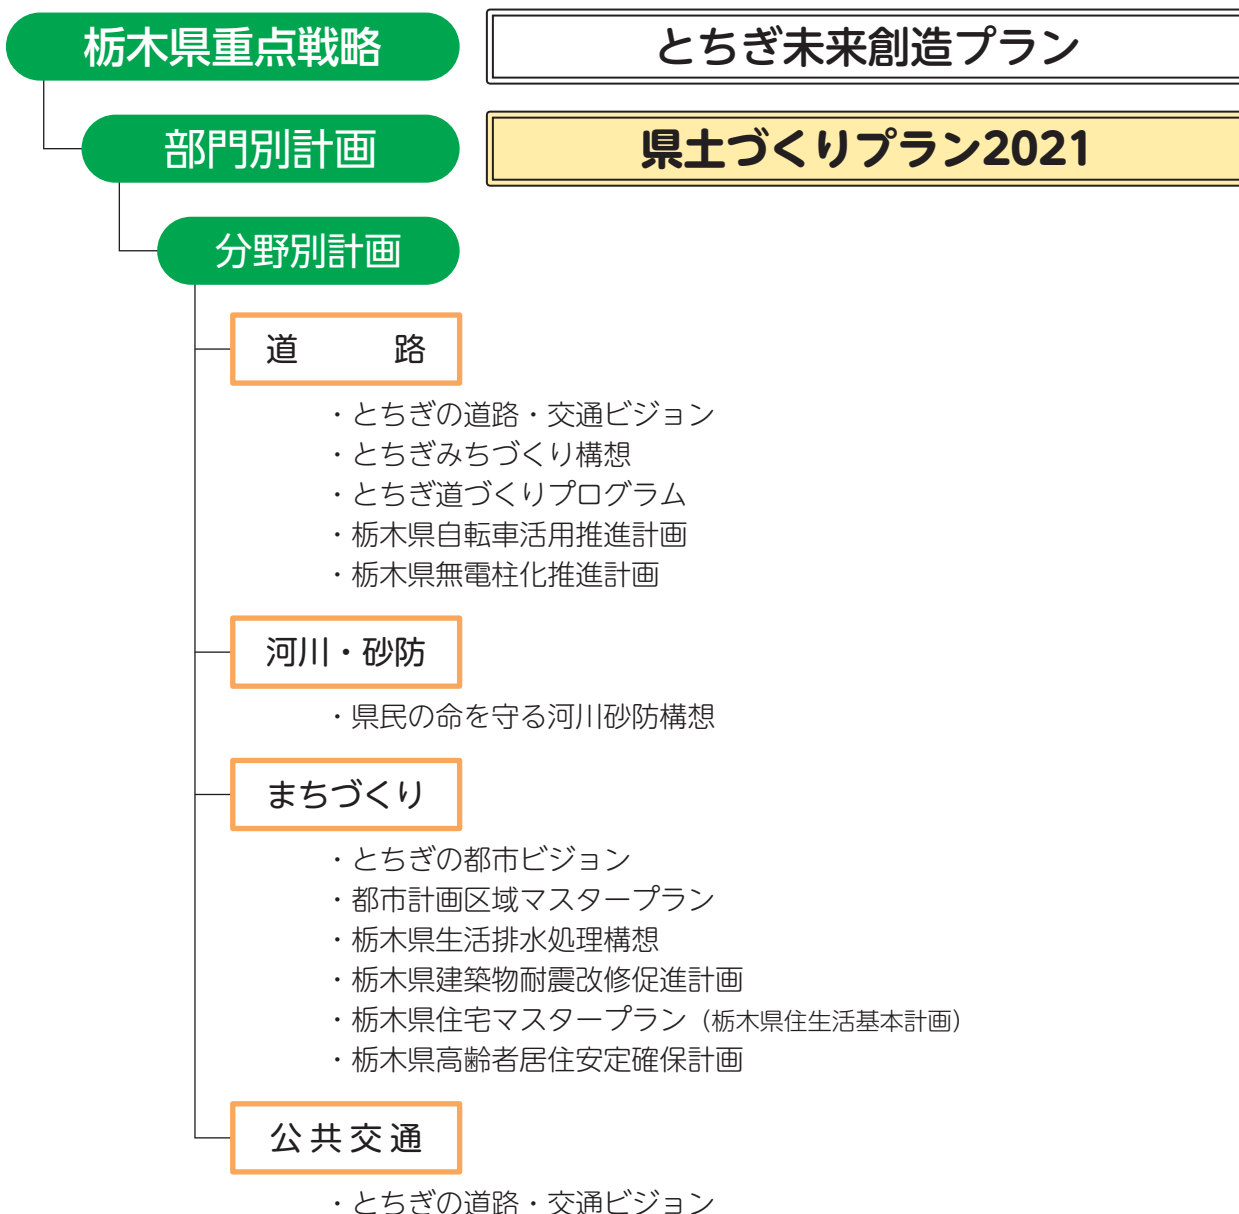 栃木県重点戦略
とちぎ未来創造プラン
部門別計画
県土づくりプラン2021
分野別計画
道　　　路
・とちぎの道路・交通ビジョン
・とちぎみちづくり構想
・とちぎ道づくりプログラム
・栃木県自転車活用推進計画
・栃木県無電柱化推進計画
河川・砂防
・県民の命を守る河川砂防構想
まちづくり
・とちぎの都市ビジョン
・都市計画区域マスタープラン
・栃木県生活排水処理構想
・栃木県建築物耐震改修促進計画
・栃木県住宅マスタープラン（栃木県住生活基本計画）
・栃木県高齢者居住安定確保計画
公共交通
・とちぎの道路・交通ビジョン